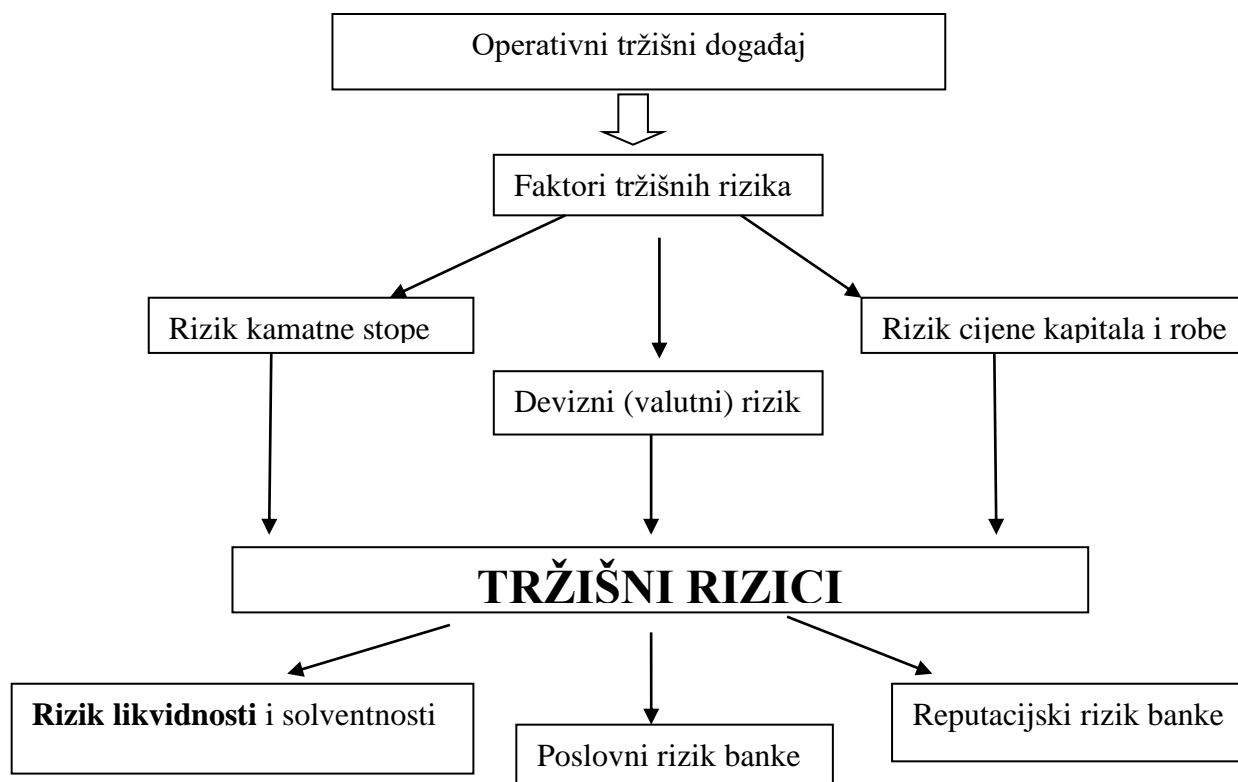 Operativni tržišni događaj
Faktori tržišnih rizika
Rizik kamatne stope
Rizik cijene kapitala i robe
Devizni (valutni) rizik
TRŽIŠNI RIZICI
Rizik likvidnosti i solventnosti
Reputacijski rizik banke
Poslovni rizik banke